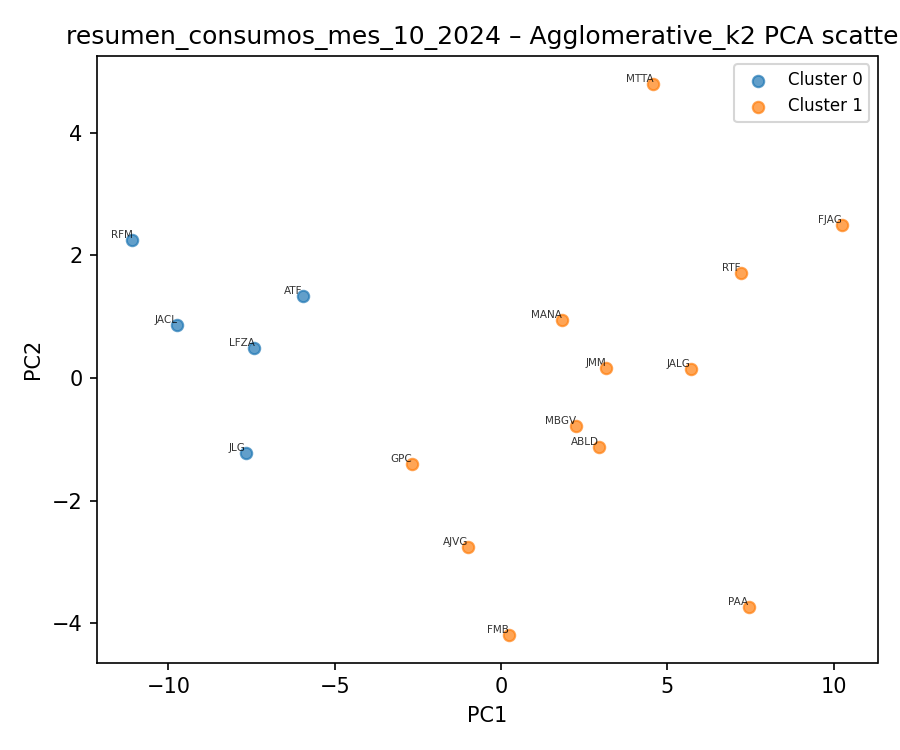 resumen_consumos_mes_10_2024 – Agglomerative_k2 PCA scatte
Cluster 0
Cluster 1
MTTA
FJAG
RFM
RTF
ATF
JACL
MANA
LFZA
JMM
JALG
MBGV
ABLD
JLG
GPC
AJVG
PAA
FMB
4
2
0
−2
−4
PC2
−10
−5
0
5
10
PC1